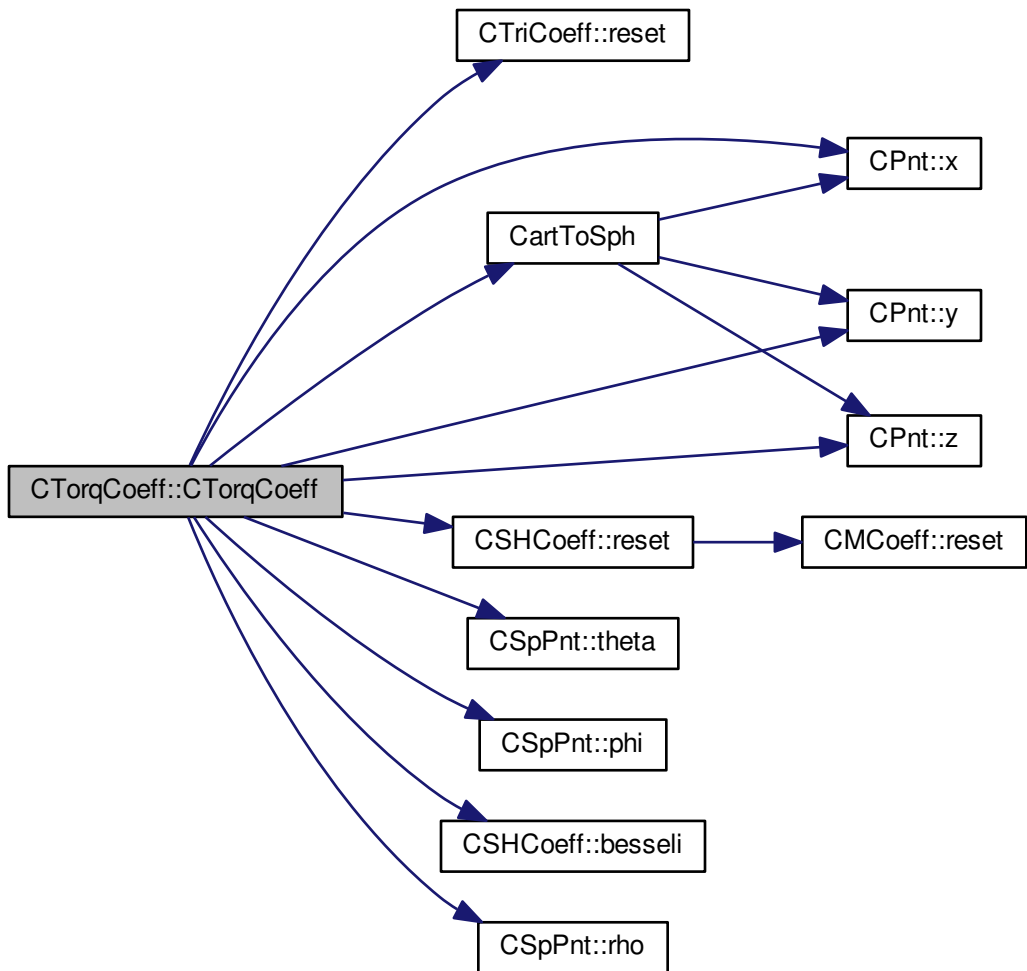 CTriCoeff::reset
CPnt::x
CartToSph
CPnt::y
CPnt::z
CTorqCoeff::CTorqCoeff
CSHCoeff::reset
CMCoeff::reset
CSpPnt::theta
CSpPnt::phi
CSHCoeff::besseli
CSpPnt::rho